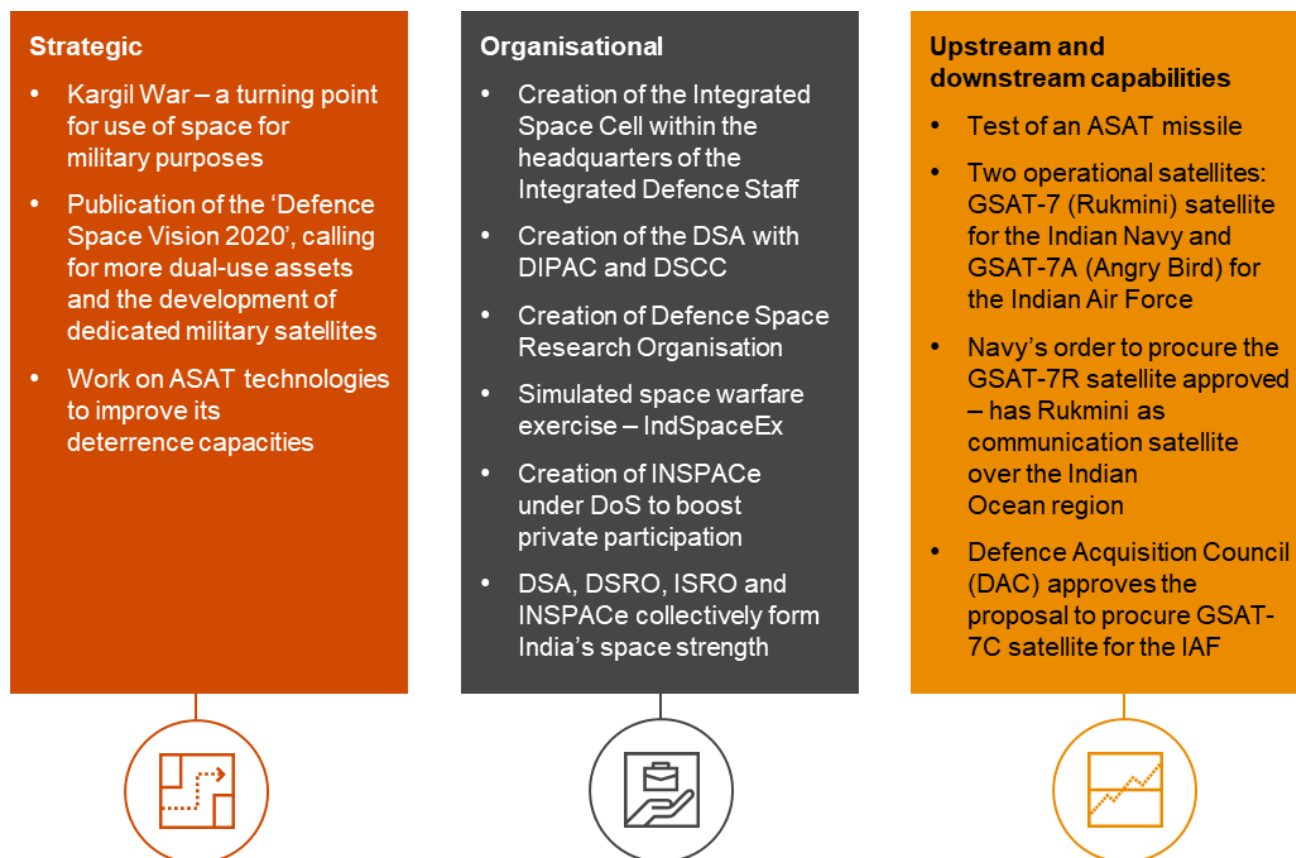 Strategic
• Kargil War – a turning point
for use of space for
military purposes
• Publication of the ‘Defence
Space Vision 2020’, calling
for more dual-use assets
and the development of
dedicated military satellites
• Work on ASAT technologies
to improve its
deterrence capacities
Organisational
• Creation of the Integrated
Space Cell within the
headquarters of the
Integrated Defence Staff
• Creation of the DSA with
DIPAC and DSCC
• Creation of Defence Space
Research Organisation
• Simulated space warfare
exercise – IndSpaceEx
• Creation of INSPACe
under DoS to boost
private participation
• DSA, DSRO, ISRO and
INSPACe collectively form
India’s space strength
Upstream and
downstream capabilities
• Test of an ASAT missile
• Two operational satellites:
GSAT-7 (Rukmini) satellite
for the Indian Navy and
GSAT-7A (Angry Bird) for
the Indian Air Force
• Navy’s order to procure the
GSAT-7R satellite approved
– has Rukmini as
communication satellite
over the Indian
Ocean region
• Defence Acquisition Council
(DAC) approves the
proposal to procure GSAT-
7C satellite for the IAF